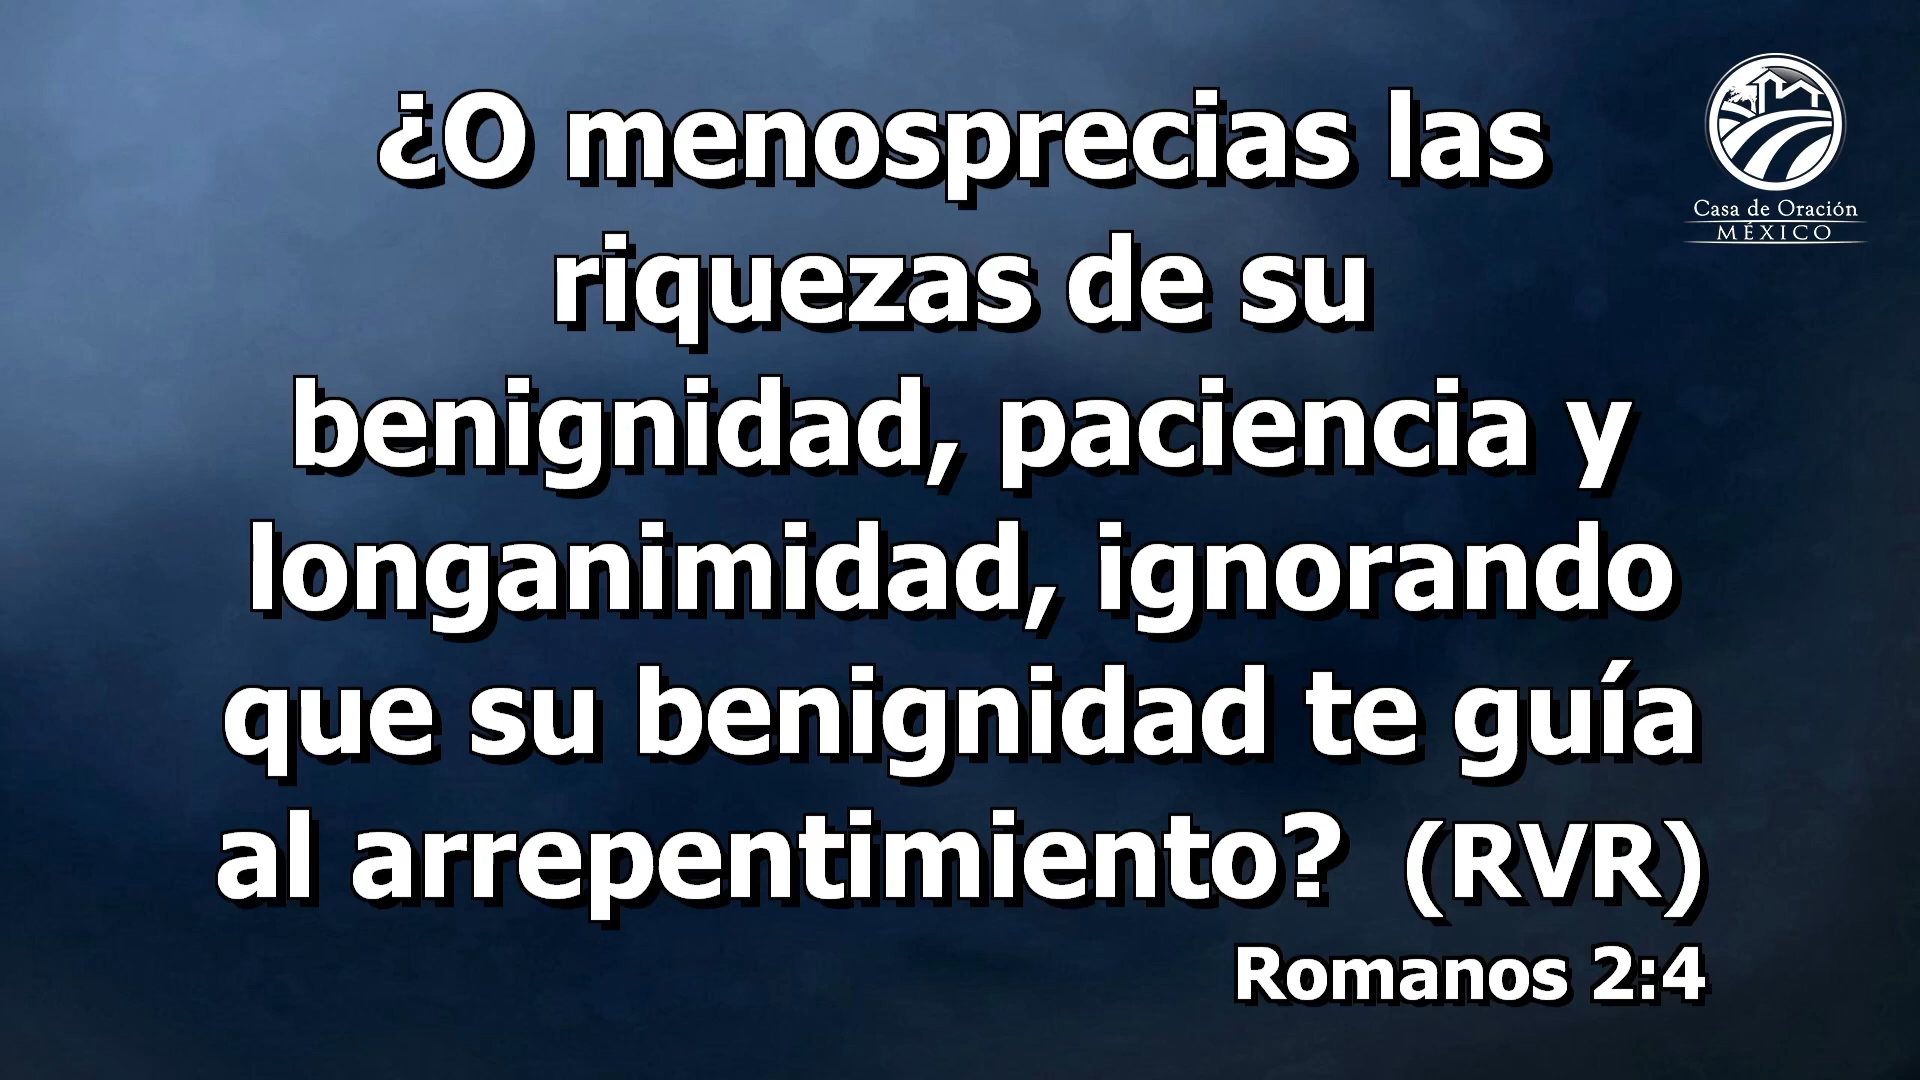 ¿O menosprecias las
riquezas de su
benignidad, paciencia y
longanimidad, ignorando
que su benignidad te guía
al arrepentimiento? (RVR)
Romanos 2:4
Casa de Oración
MÉXICO